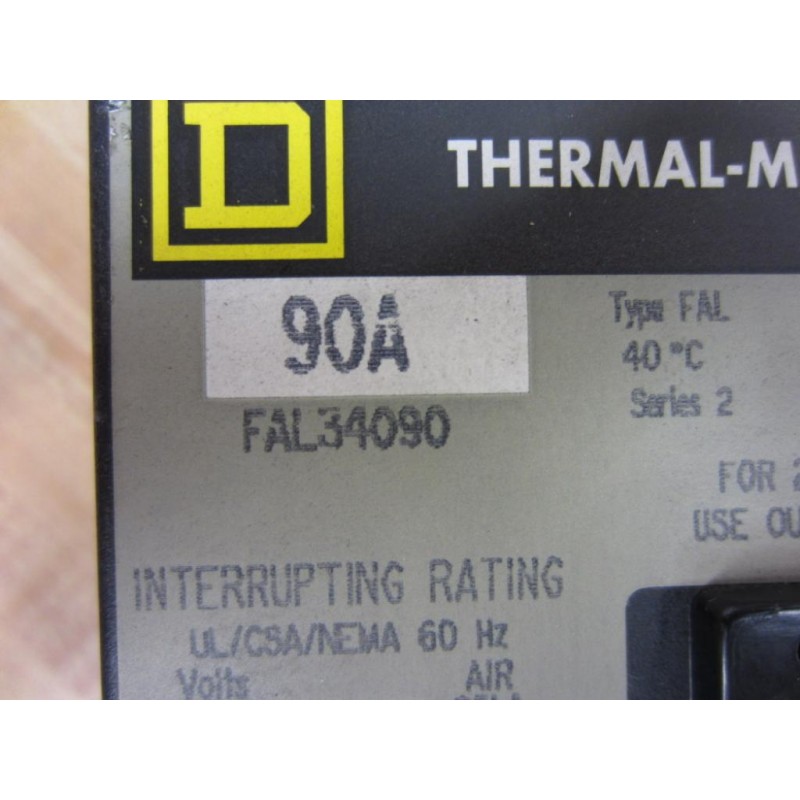 D
THERMAL-M
90A
Type FAL
40°C
Series 2
FAL34090
FOR 2
USE OU
INTERRUPTING RATING
UL/CSA/NEMA 60 Hz
Volts AIR